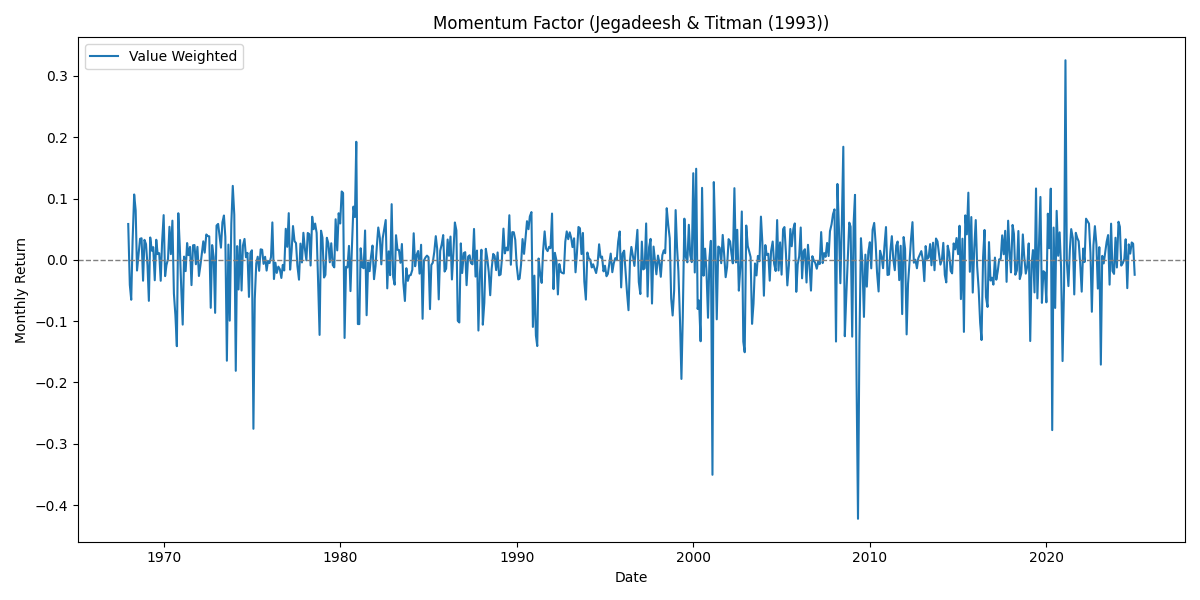 Momentum Factor (Jegadeesh & Titman (1993))
Value Weighted
Monthly Return
0.3
0.2
0.1
0.0
−0.1
−0.2
−0.3
−0.4
1970 1980 1990 2000 2010 2020
Date